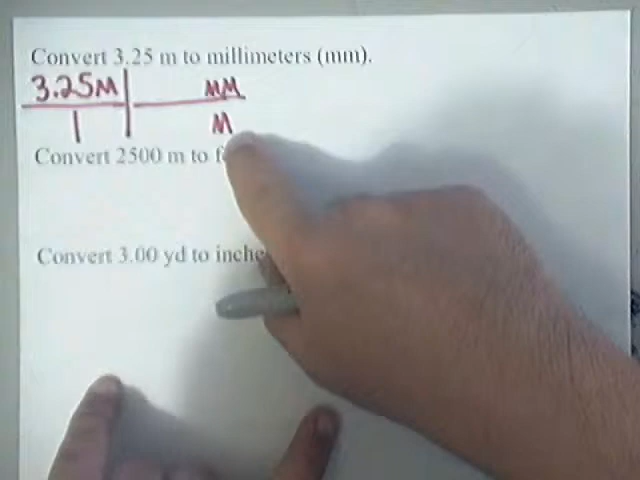 Convert 3.25 m to millimeters (mm).
3.25M MM
1 M
Convert 2500 m to
Convert 3.00 yd to